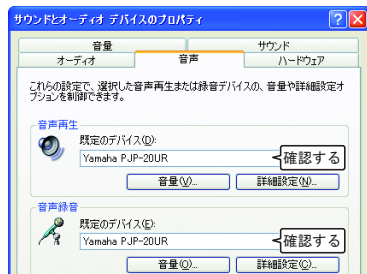 サウンドとオーディオ デバイスのプロパティ
音量 サウンド
オーディオ 音声 ハードウェア
これらの設定で、選択した音声再生または録音デバイスの、音量や詳細設定オ
プションを制御できます。
音声再生
既定のデバイス(D):
Yamaha PJP-20UR 確認する
音量(V)... 詳細設定(N)...
音声録音
既定のデバイス(E):
Yamaha PJP-20UR 確認する
音量(O)... 詳細設定(C)...